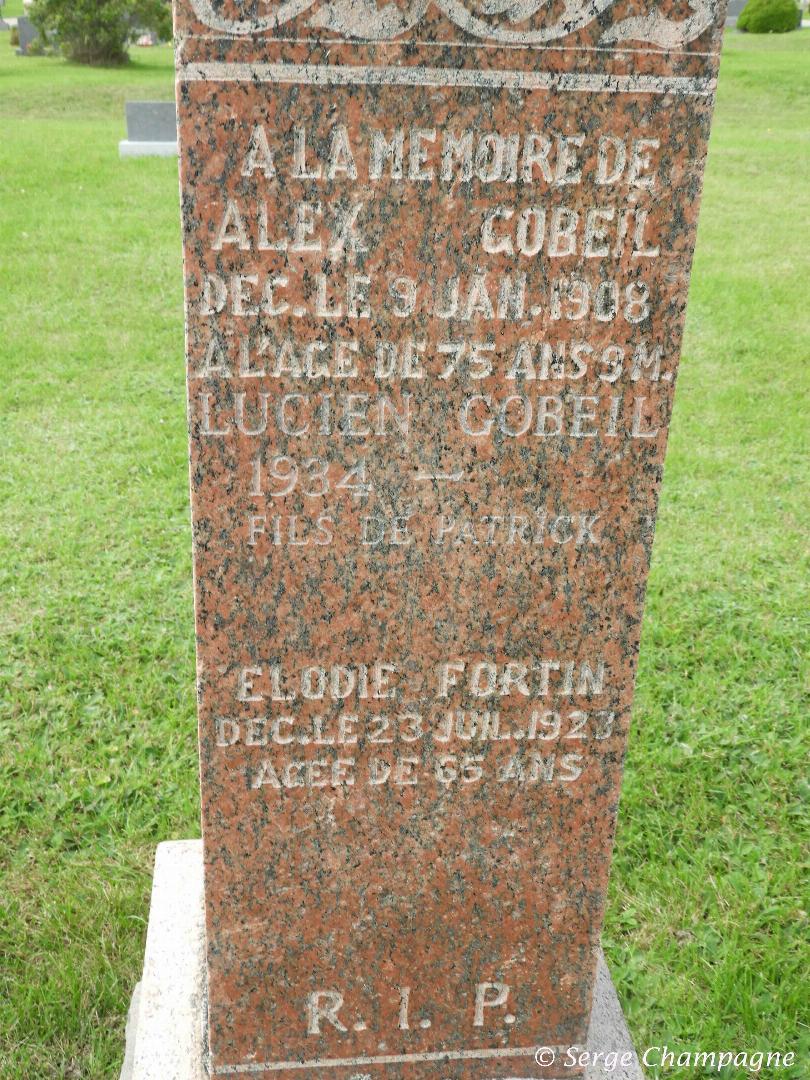 A LA MEMOIRE DE
ALEX GOBEIL
DEC. LE 9 JAN. 1908
A L'AGE DE 75 ANS 9 M.
LUCIEN GOBEIL
1934 —
FILS DE PATRICK
ELODIE FORTIN
DEC. LE 23 JUIL. 1923
AGEE DE 65 ANS
R. I. P.
© Serge Champagne